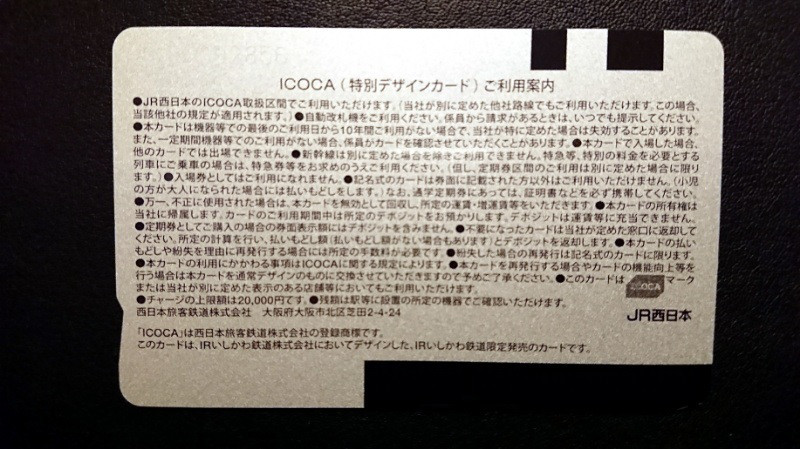 ICOCA（特別デザインカード）ご利用案内
●JR西日本のICOCA取扱区間でご利用いただけます。（当社が別に定めた他社路線でもご利用いただけます。この場合、
当該他社の規定が適用されます。）●自動改札機をご利用ください。係員から請求があるときは、いつでも提示してください。
●本カードは機器等での最後のご利用日から10年間ご利用がない場合で、当社が特に定めた場合は失効することがあります。
また、一定期間機器等でのご利用がない場合、係員がカードを確認させていただくことがあります。●本カードで入場した場合、
他のカードでは出場できません。●新幹線は別に定める場合を除きご利用できません。特急等、特別の料金を必要とする
列車にご乗車の場合は、特急券等をお求めのうえご利用ください。（但し、定期券区間のご利用は別に定めた場合に限り
ます。）●入場券としてはご利用になれません。●記名式のカードは券面に記載された方以外はご利用いただけません。（小児
の方が大人になられた場合には払いもどしをします。）なお、通学定期券にあっては、証明書などを必ず携帯してください。
●万一、不正に使用された場合は、本カードを無効として回収し、所定の運賃・増運賃等をいただきます。●本カードの所有権は
当社に帰属します。カードのご利用期間中は所定のデポジットをお預かりします。デポジットは運賃等に充当できません。
●定期券としてご購入の場合の券面表示額にはデポジットを含みません。●不要になったカードは当社が定めた窓口に返却して
ください。所定の計算を行い、払いもどし額（払いもどし額がない場合もあります）とデポジットを返却します。●本カードの払い
もどしや紛失を理由に再発行する場合には所定の手数料が必要です。●紛失した場合の再発行は記名式のカードに限ります。
●本カードの利用にかかわる事項はICOCAに関する規定によります。●本カードを再発行する場合やカードの機能向上等を
行う場合は本カードを通常デザインのものに交換させていただきますので予めご了承ください。●このカードは ICOCA マーク
または当社が別に定めた表示のある店舗等においてもご利用いただけます。
●チャージの上限額は20,000円です。●残額は駅等に設置の所定の機器でご確認いただけます。
西日本旅客鉄道株式会社 大阪府大阪市北区芝田2-4-24
JR西日本
「ICOCA」は西日本旅客鉄道株式会社の登録商標です。
このカードは、IRいしかわ鉄道株式会社においてデザインした、IRいしかわ鉄道限定発売のカードです。